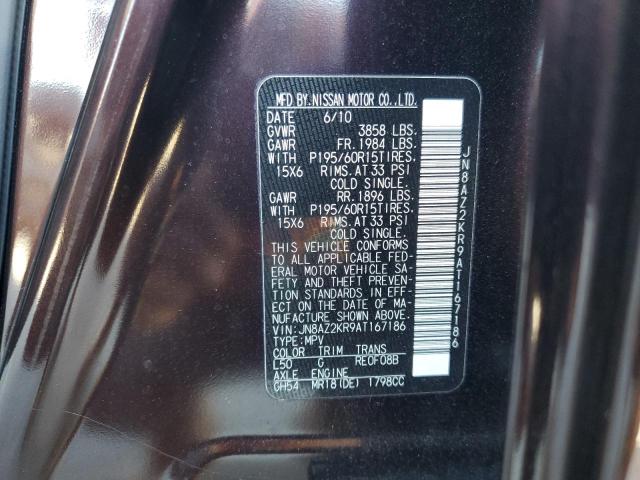 MFD BY.NISSAN MOTOR CO.,LTD.
DATE 6/10
GVWR 3858 LBS.
GAWR FR.1984 LBS.
WITH P195/60R15TIRES.
15X6 RIMS.AT 33 PSI
COLD SINGLE.
GAWR RR.1896 LBS.
WITH P195/60R15TIRES.
15X6 RIMS.AT 33 PSI
COLD SINGLE.
THIS VEHICLE CONFORMS
TO ALL APPLICABLE FED-
ERAL MOTOR VEHICLE SA-
FETY AND THEFT PREVEN-
TION STANDARDS IN EFF-
ECT ON THE DATE OF MA-
NUFACTURE SHOWN ABOVE.
VIN:JN8AZ2KR9AT167186
TYPE:MPV
COLOR TRIM TRANS
L50 G RE0F08B
AXLE ENGINE
GH54 MR18(DE) 1798CC
JN8AZ2KR9AT167186